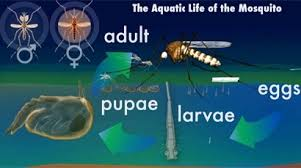 The Aquatic Life of the Mosquito
adult
eggs
pupae
larvae